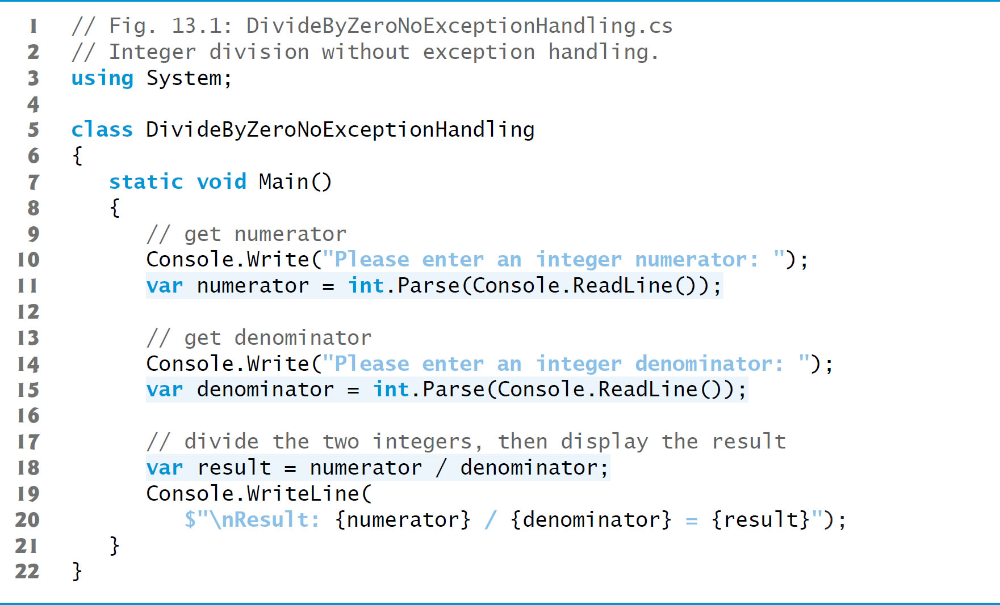 1 // Fig. 13.1: DivideByZeroNoExceptionHandling.cs
2 // Integer division without exception handling.
3 using System;
4
5 class DivideByZeroNoExceptionHandling
6 {
7    static void Main()
8    {
9       // get numerator
10       Console.Write("Please enter an integer numerator: ");
11       var numerator = int.Parse(Console.ReadLine());
12
13       // get denominator
14       Console.Write("Please enter an integer denominator: ");
15       var denominator = int.Parse(Console.ReadLine());
16
17       // divide the two integers, then display the result
18       var result = numerator / denominator;
19       Console.WriteLine(
20          $"\nResult: {numerator} / {denominator} = {result}");
21    }
22 }